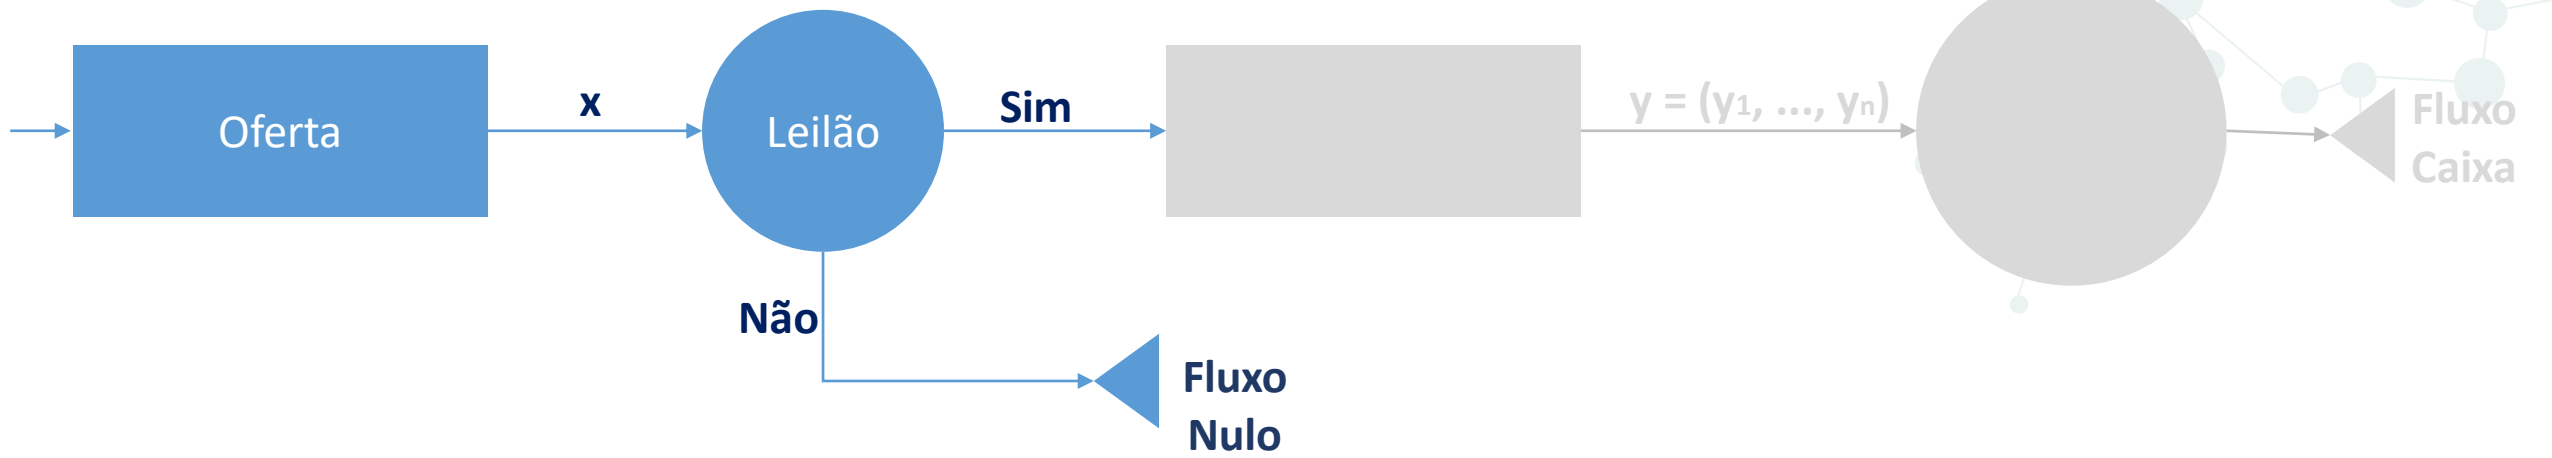 Oferta
x
Leilão
Sim
y = (y₁, ..., yₙ)
Fluxo
Caixa
Não
Fluxo
Nulo